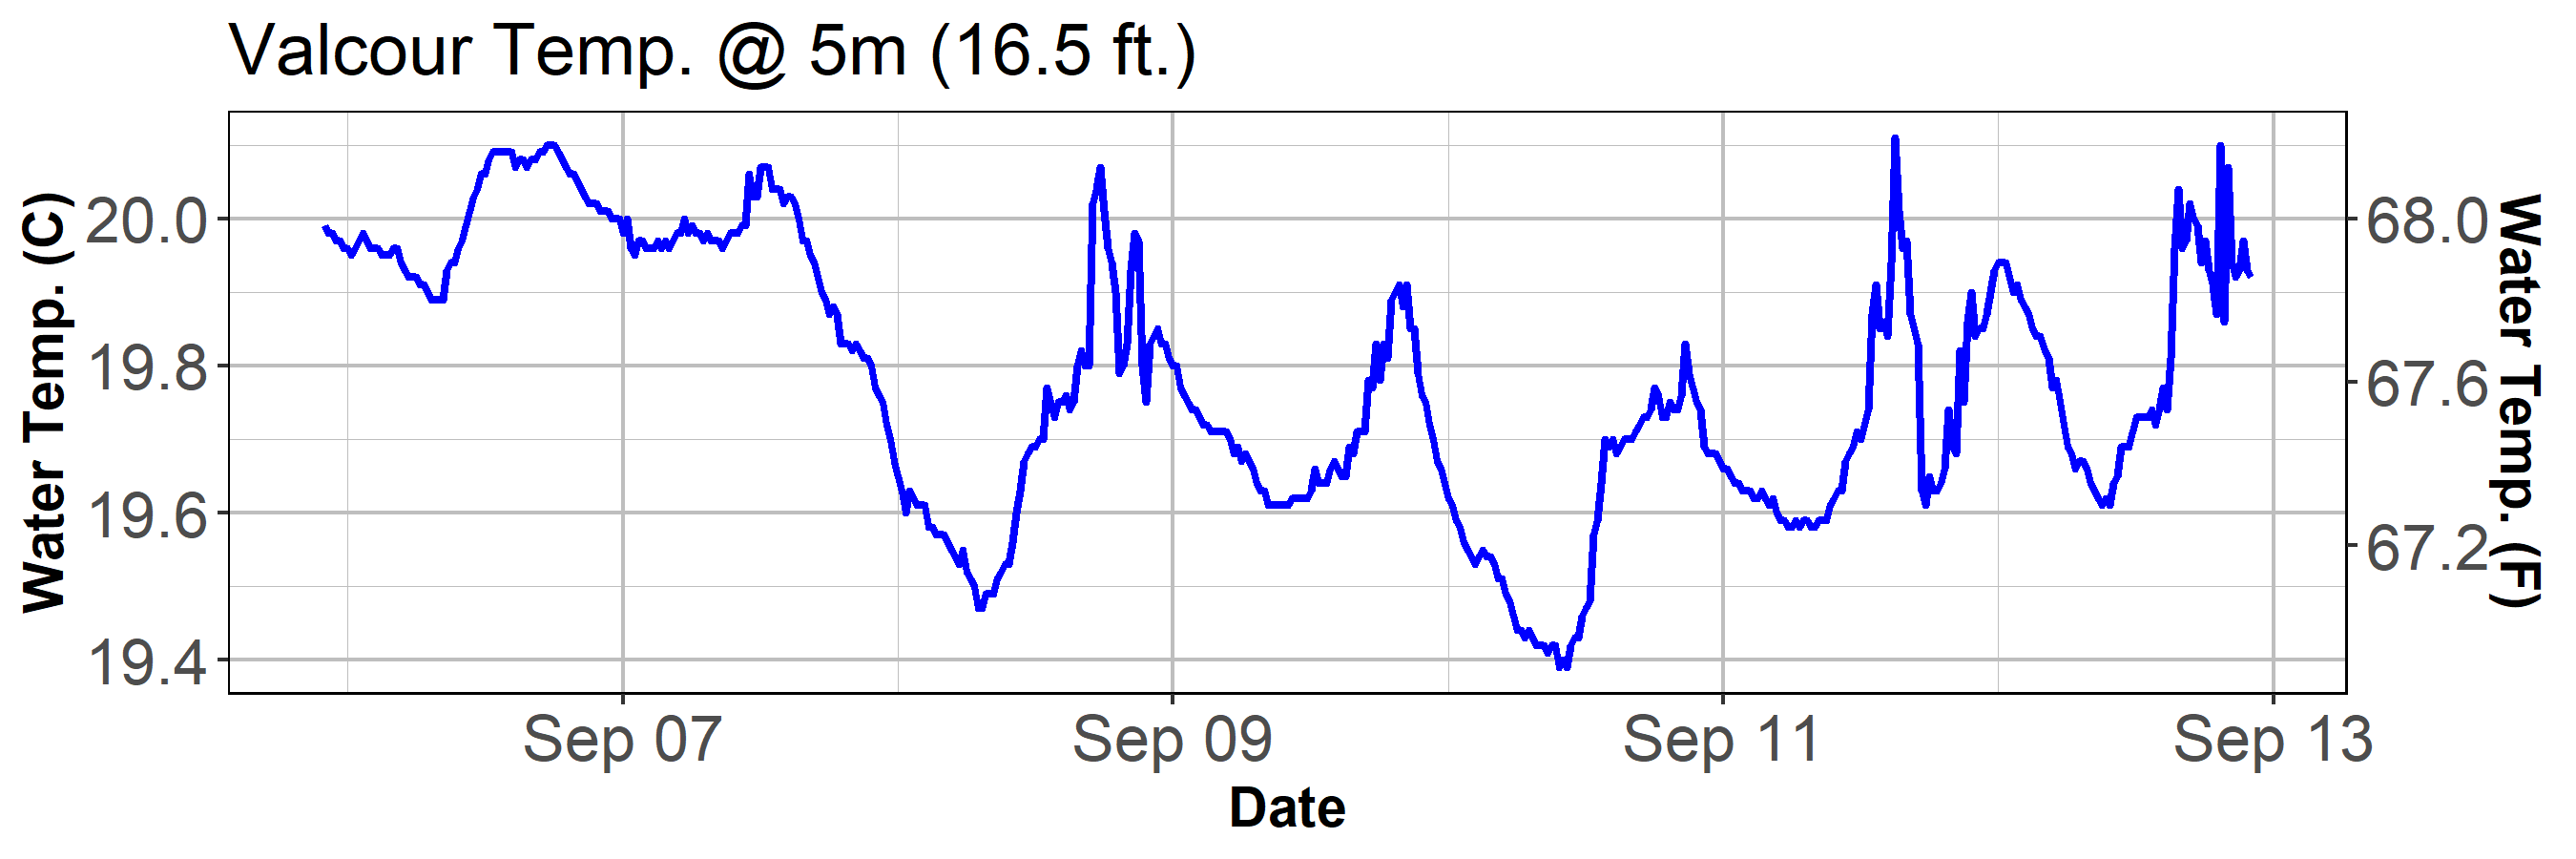 Valcour Temp. @ 5m (16.5 ft.)
Water Temp. (C)
20.0
19.8
19.6
19.4
68.0
67.6
67.2
Water Temp. (F)
Sep 07
Sep 09
Sep 11
Sep 13
Date